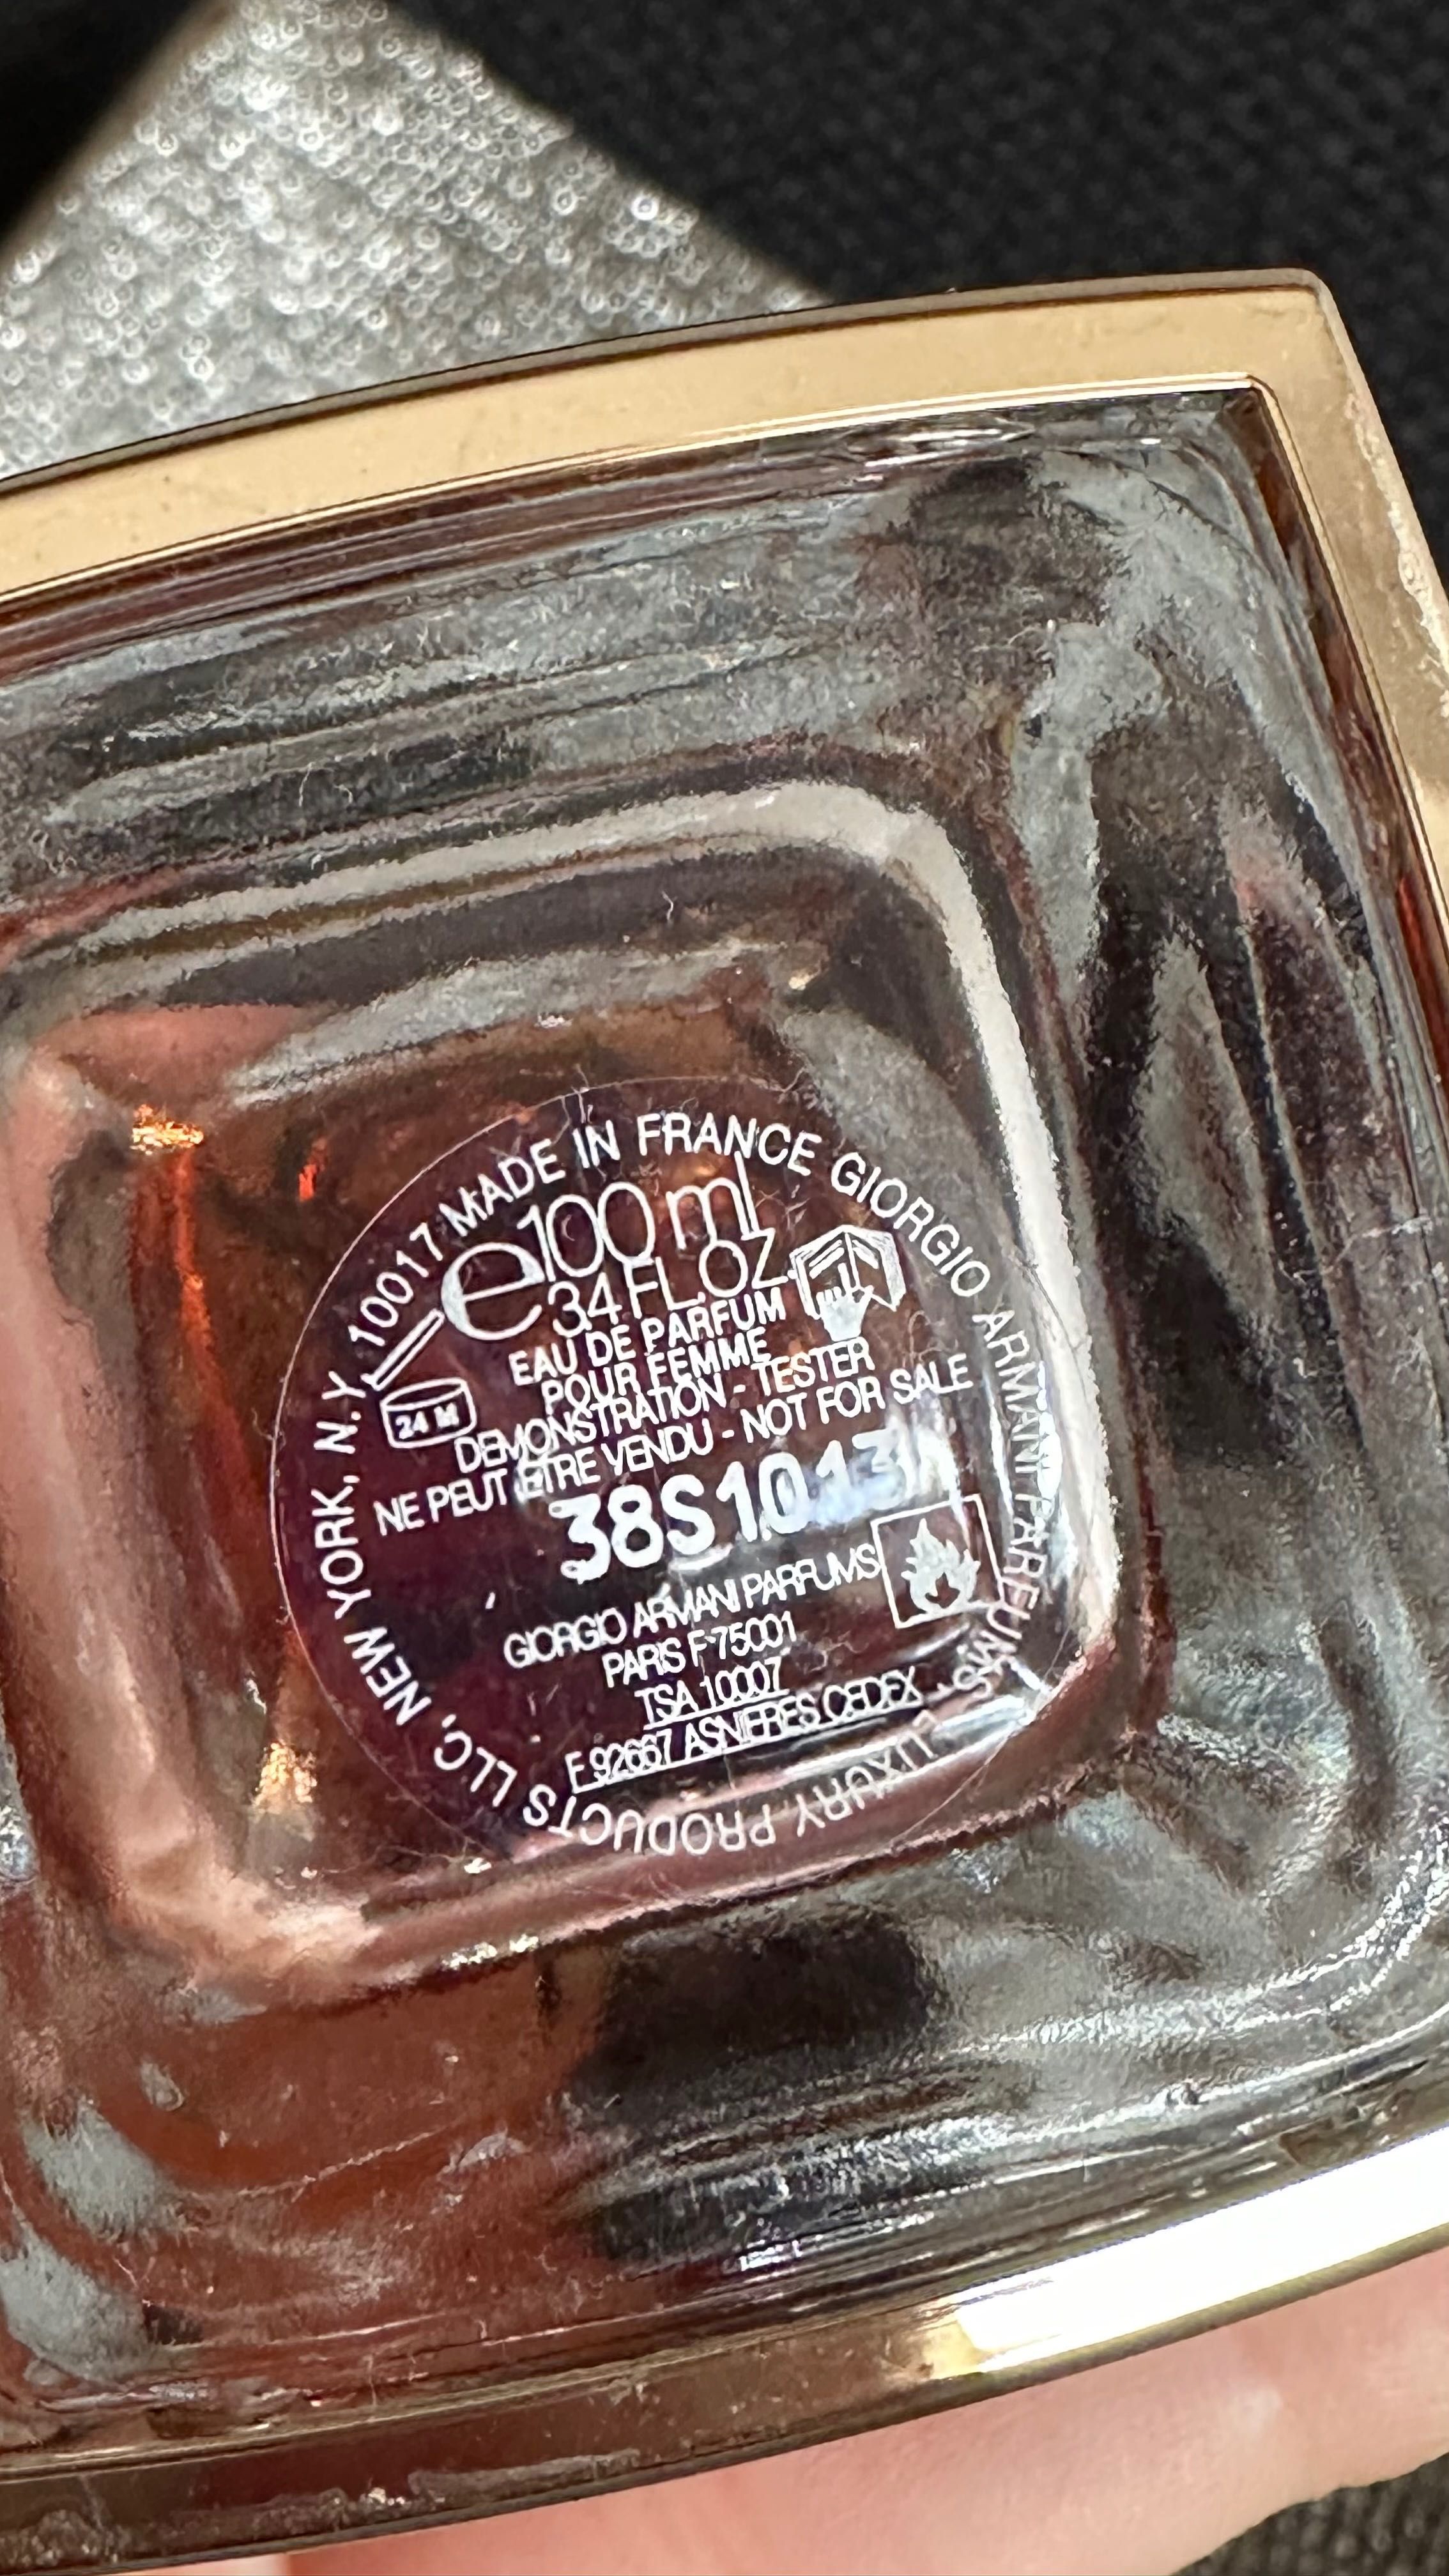 MADE IN FRANCE GIORGIO ARMANI PARFUMS - LUXURY PRODUCTS LLC, NEW YORK, N.Y 10017
e 100 mL
3.4 FL.OZ.
EAU DE PARFUM
POUR FEMME
24 M
DEMONSTRATION - TESTER
NE PEUT ETRE VENDU - NOT FOR SALE
38S1013
GIORGIO ARMANI PARFUMS
PARIS F 75001
TSA 10007
F 92667 ASNIERES CEDEX